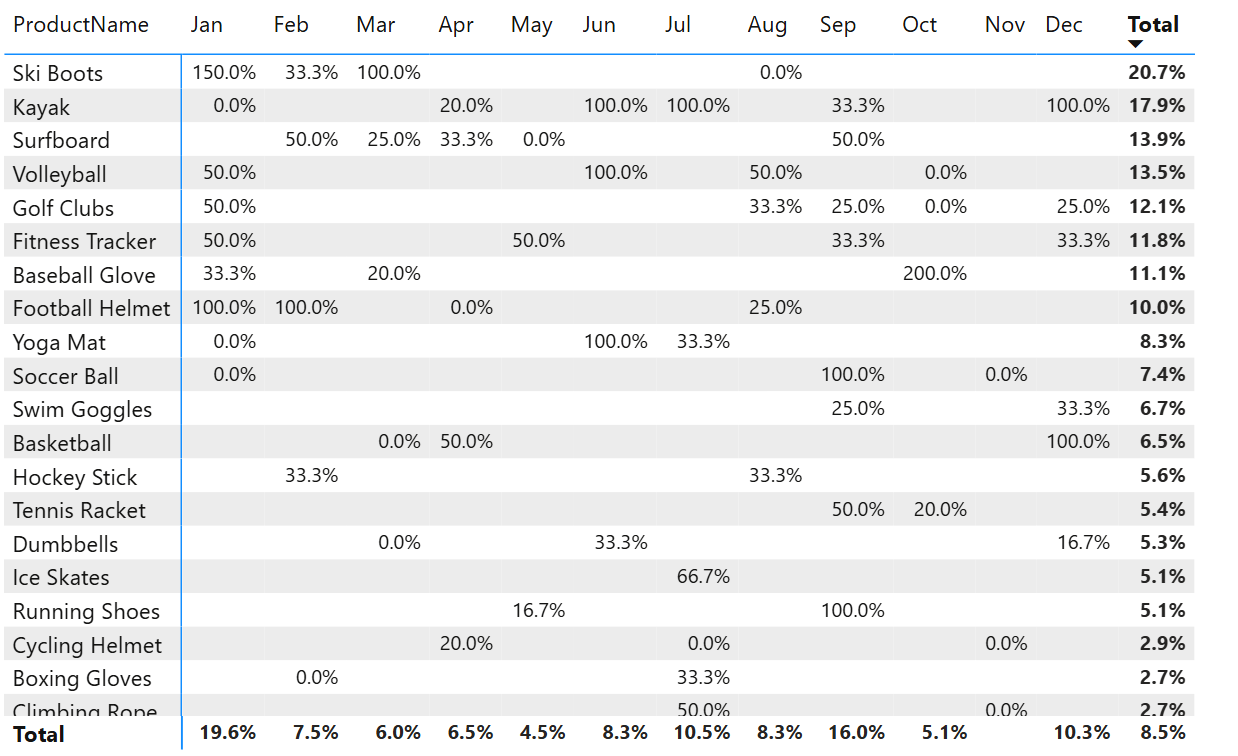 ProductName Jan Feb Mar Apr May Jun Jul Aug Sep Oct Nov Dec Total
Ski Boots 150.0% 33.3% 100.0% 0.0% 20.7%
Kayak 0.0% 20.0% 100.0% 100.0% 33.3% 100.0% 17.9%
Surfboard 50.0% 25.0% 33.3% 0.0% 50.0% 13.9%
Volleyball 50.0% 100.0% 50.0% 0.0% 13.5%
Golf Clubs 50.0% 33.3% 25.0% 0.0% 25.0% 12.1%
Fitness Tracker 50.0% 50.0% 33.3% 33.3% 11.8%
Baseball Glove 33.3% 20.0% 200.0% 11.1%
Football Helmet 100.0% 100.0% 0.0% 25.0% 10.0%
Yoga Mat 0.0% 100.0% 33.3% 8.3%
Soccer Ball 0.0% 100.0% 0.0% 7.4%
Swim Goggles 25.0% 33.3% 6.7%
Basketball 0.0% 50.0% 100.0% 6.5%
Hockey Stick 33.3% 33.3% 5.6%
Tennis Racket 50.0% 20.0% 5.4%
Dumbbells 0.0% 33.3% 16.7% 5.3%
Ice Skates 66.7% 5.1%
Running Shoes 16.7% 100.0% 5.1%
Cycling Helmet 20.0% 0.0% 0.0% 2.9%
Boxing Gloves 0.0% 33.3% 2.7%
Climbing Rope 50.0% 0.0% 2.7%
Total 19.6% 7.5% 6.0% 6.5% 4.5% 8.3% 10.5% 8.3% 16.0% 5.1% 10.3% 8.5%